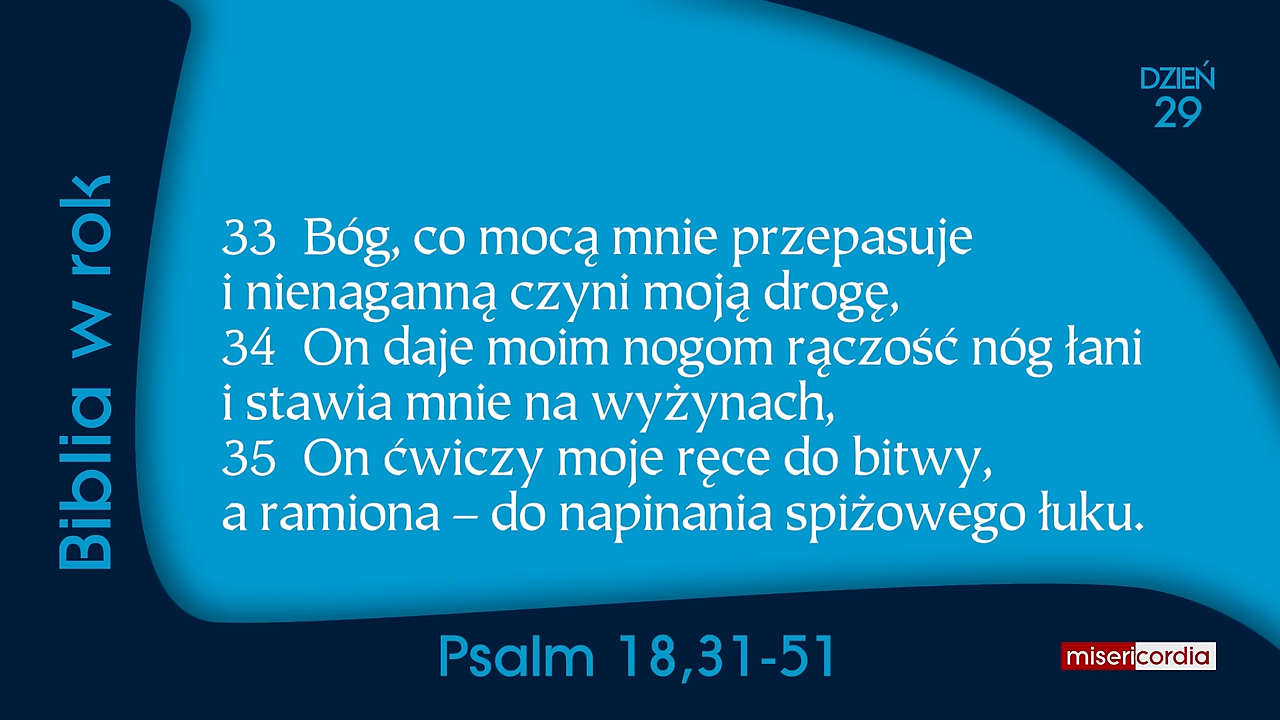 DZIEŃ
29
Biblia w rok
33 Bóg, co mocą mnie przepasuje
i nienaganną czyni moją drogę,
34 On daje moim nogom rączość nóg łani
i stawia mnie na wyżynach,
35 On ćwiczy moje ręce do bitwy,
a ramiona – do napinania spiżowego łuku.
Psalm 18,31-51
misericordia